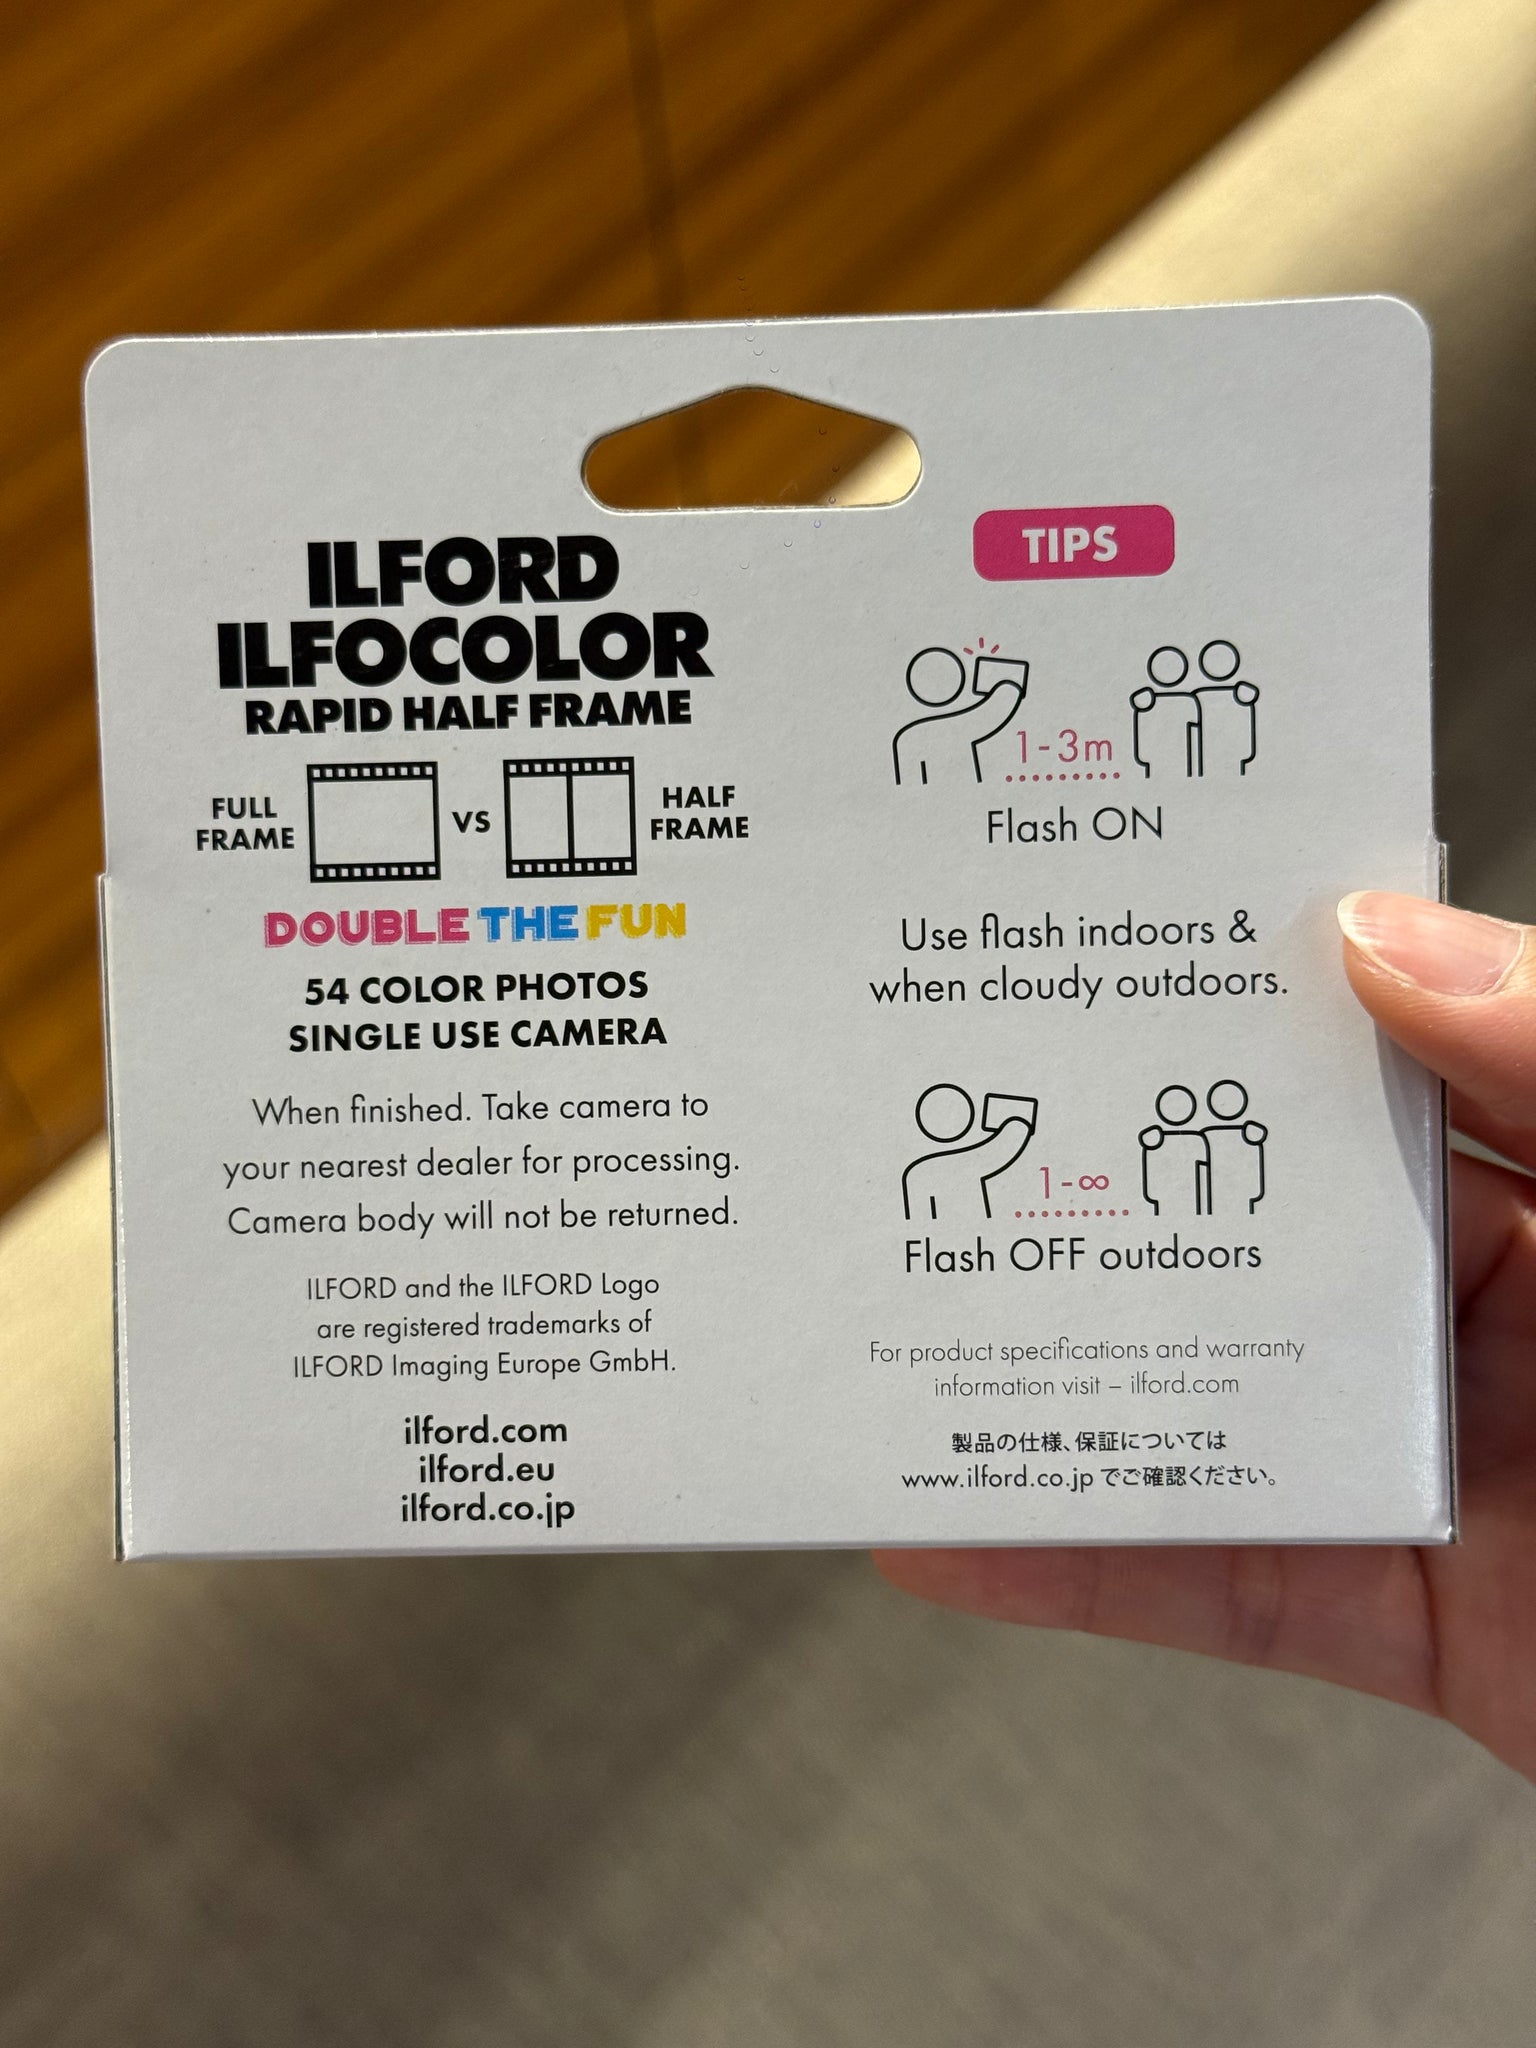 ILFORD
ILFOCOLOR
RAPID HALF FRAME
FULL
FRAME
VS
HALF
FRAME
DOUBLE THE FUN
54 COLOR PHOTOS
SINGLE USE CAMERA
When finished. Take camera to
your nearest dealer for processing.
Camera body will not be returned.
ILFORD and the ILFORD Logo
are registered trademarks of
ILFORD Imaging Europe GmbH.
ilford.com
ilford.eu
ilford.co.jp
TIPS
1-3m
Flash ON
Use flash indoors &
when cloudy outdoors.
1-∞
Flash OFF outdoors
For product specifications and warranty
information visit – ilford.com
製品の仕様、保証については
www.ilford.co.jp でご確認ください。